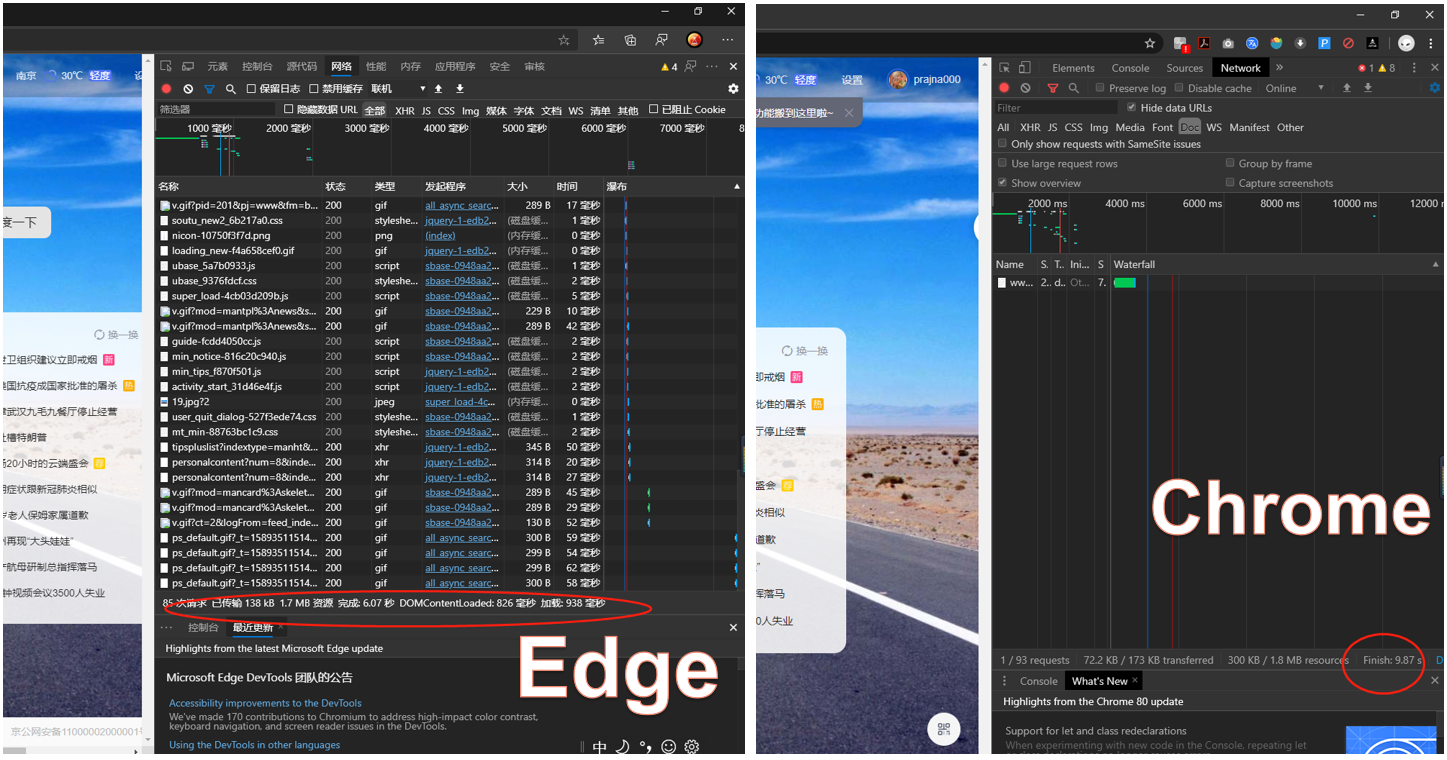 南京
30℃ 轻度 设
元素 控制台 源代码 网络 性能 内存 应用程序 安全 审核 4
保留日志 禁用缓存 联机
筛选器 隐藏数据 URL 全部 XHR JS CSS Img 媒体 字体 文档 WS 清单 其他 已阻止 Cookie
1000 毫秒 2000 毫秒 3000 毫秒 4000 毫秒 5000 毫秒 6000 毫秒 7000 毫秒 8
名称 状态 类型 发起程序 大小 时间 瀑布
v.gif?pid=201&pj=www&fm=b... 200 gif all_async_searc... 289 B 17 毫秒
soutu_new2_6b217a0.css 200 styleshe... jquery-1-edb2... (磁盘缓... 1 毫秒
nicon-10750f3f7d.png 200 png (index) (内存缓... 0 毫秒
loading_new-f4a658cef0.gif 200 gif jquery-1-edb2... (内存缓... 0 毫秒
ubase_5a7b0933.js 200 script sbase-0948aa2... (磁盘缓... 1 毫秒
ubase_9376fdcf.css 200 styleshe... sbase-0948aa2... (磁盘缓... 2 毫秒
super_load-4cb03d209b.js 200 script sbase-0948aa2... (磁盘缓... 5 毫秒
v.gif?mod=mantpl%3Anews&s... 200 gif sbase-0948aa2... 229 B 10 毫秒
v.gif?mod=mantpl%3Anews&s... 200 gif sbase-0948aa2... 289 B 42 毫秒
guide-fcdd4050cc.js 200 script sbase-0948aa2... (磁盘缓... 2 毫秒
min_notice-816c20c940.js 200 script jquery-1-edb2... (磁盘缓... 2 毫秒
min_tips_f870f501.js 200 script jquery-1-edb2... (磁盘缓... 2 毫秒
activity_start_31d46e4f.js 200 script jquery-1-edb2... (磁盘缓... 2 毫秒
19.jpg?2 200 jpeg super_load-4c... (内存缓... 0 毫秒
user_quit_dialog-527f3ede74.css 200 styleshe... sbase-0948aa2... (磁盘缓... 1 毫秒
mt_min-88763bc1c9.css 200 styleshe... sbase-0948aa2... (磁盘缓... 2 毫秒
tipspluslist?indextype=manht&... 200 xhr jquery-1-edb2... 345 B 50 毫秒
personalcontent?num=8&inde... 200 xhr jquery-1-edb2... 314 B 20 毫秒
personalcontent?num=8&inde... 200 xhr jquery-1-edb2... 314 B 27 毫秒
v.gif?mod=mancard%3Askelet... 200 gif sbase-0948aa2... 289 B 45 毫秒
v.gif?mod=mancard%3Askelet... 200 gif sbase-0948aa2... 289 B 29 毫秒
v.gif?ct=2&logFrom=feed_inde... 200 gif sbase-0948aa2... 130 B 52 毫秒
ps_default.gif?_t=15893511514... 200 gif all_async_searc... 300 B 59 毫秒
ps_default.gif?_t=15893511514... 200 gif all_async_searc... 299 B 54 毫秒
ps_default.gif?_t=15893511514... 200 gif all_async_searc... 299 B 62 毫秒
ps_default.gif?_t=15893511514... 200 gif all_async_searc... 300 B 58 毫秒
85 次请求 已传输 138 kB 1.7 MB 资源 完成: 6.07 秒 DOMContentLoaded: 826 毫秒 加载: 938 毫秒
控制台 最近更新
Highlights from the latest Microsoft Edge update
Microsoft Edge DevTools 团队的公告
Accessibility improvements to the DevTools
We've made 170 contributions to Chromium to address high-impact color contrast,
keyboard navigation, and screen reader issues in the DevTools.
Using the DevTools in other languages
度一下
换一换
卫组织建议立即戒烟 新
国抗疫成国家批准的屠杀 热
武汉九毛九餐厅停止经营
吐槽特朗普
20小时的云端盛会
症状跟新冠肺炎相似
老人保姆家属道歉
再现"大头娃娃"
航母研制总指挥落马
钟视频会议3500人失业
京公网安备11000002000001号
Edge
中
30℃ 轻度 设置 prajna000
功能搬到这里啦~
换一换
即戒烟 新
批准的屠杀 热
厅停止经营
盛会
炎相似
道歉
挥落马
0人失业
Elements Console Sources Network 1 8
Preserve log Disable cache Online
Filter Hide data URLs
All XHR JS CSS Img Media Font Doc WS Manifest Other
Only show requests with SameSite issues
Use large request rows Group by frame
Show overview Capture screenshots
2000 ms 4000 ms 6000 ms 8000 ms 10000 ms 12000
Name S. T.. Ini... S Waterfall
ww... 2.. d.. Ot... 7.
Chrome
1 / 93 requests 72.2 KB / 173 KB transferred 300 KB / 1.8 MB resources Finish: 9.87 s D
Console What's New
Highlights from the Chrome 80 update
Support for let and class redeclarations
When experimenting with new code in the Console, repeating let